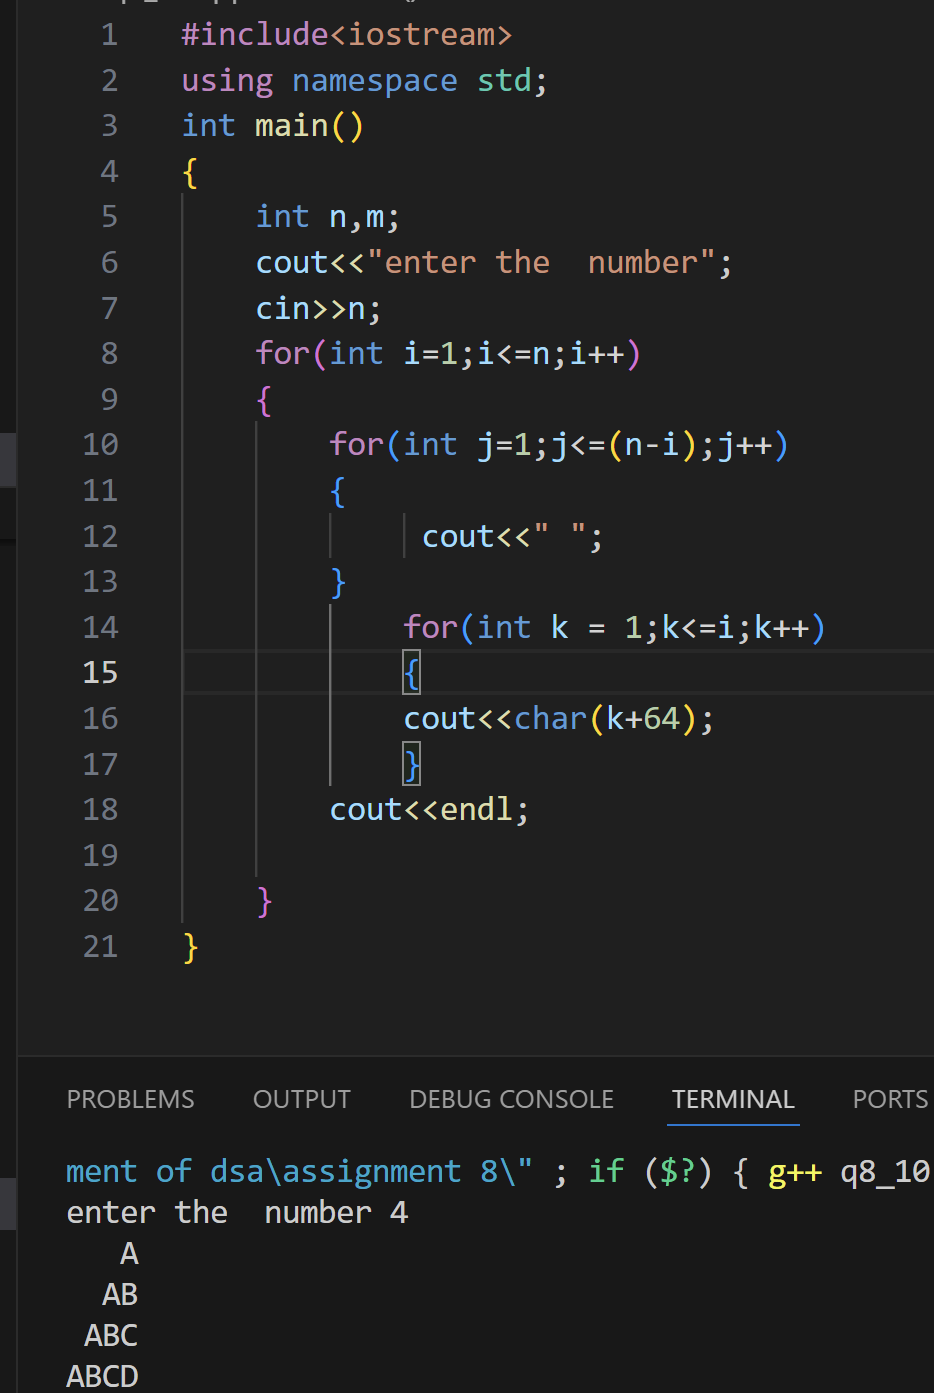 1 #include<iostream>
2 using namespace std;
3 int main()
4 {
5     int n,m;
6     cout<<"enter the  number";
7     cin>>n;
8     for(int i=1;i<=n;i++)
9     {
10         for(int j=1;j<=(n-i);j++)
11         {
12              cout<<" ";
13         }
14             for(int k = 1;k<=i;k++)
15             {
16             cout<<char(k+64);
17             }
18         cout<<endl;
19
20     }
21 }
PROBLEMS OUTPUT DEBUG CONSOLE TERMINAL PORTS
ment of dsa\assignment 8\" ; if ($?) { g++ q8_10
enter the  number 4
   A
  AB
 ABC
ABCD